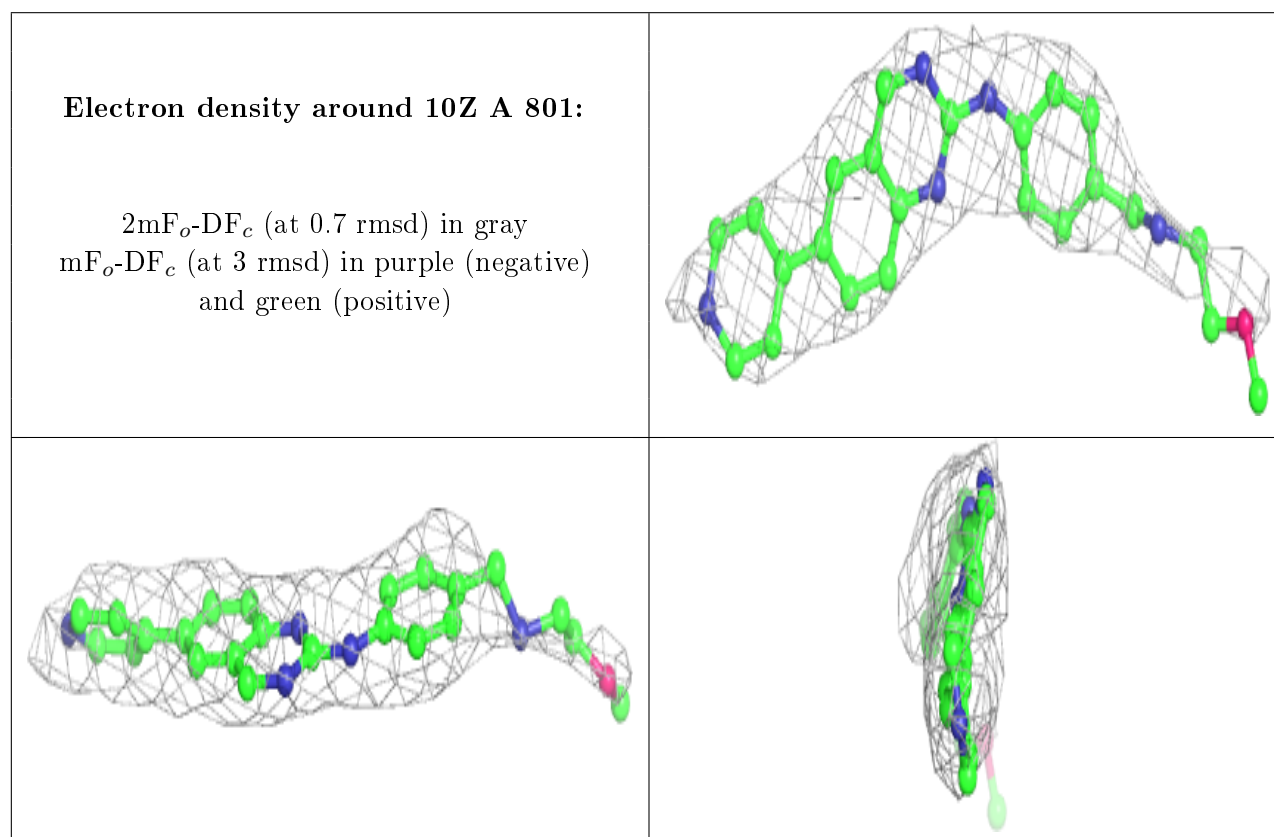 Electron density around 10Z A 801:
2mFo-DFc (at 0.7 rmsd) in gray
mFo-DFc (at 3 rmsd) in purple (negative)
and green (positive)